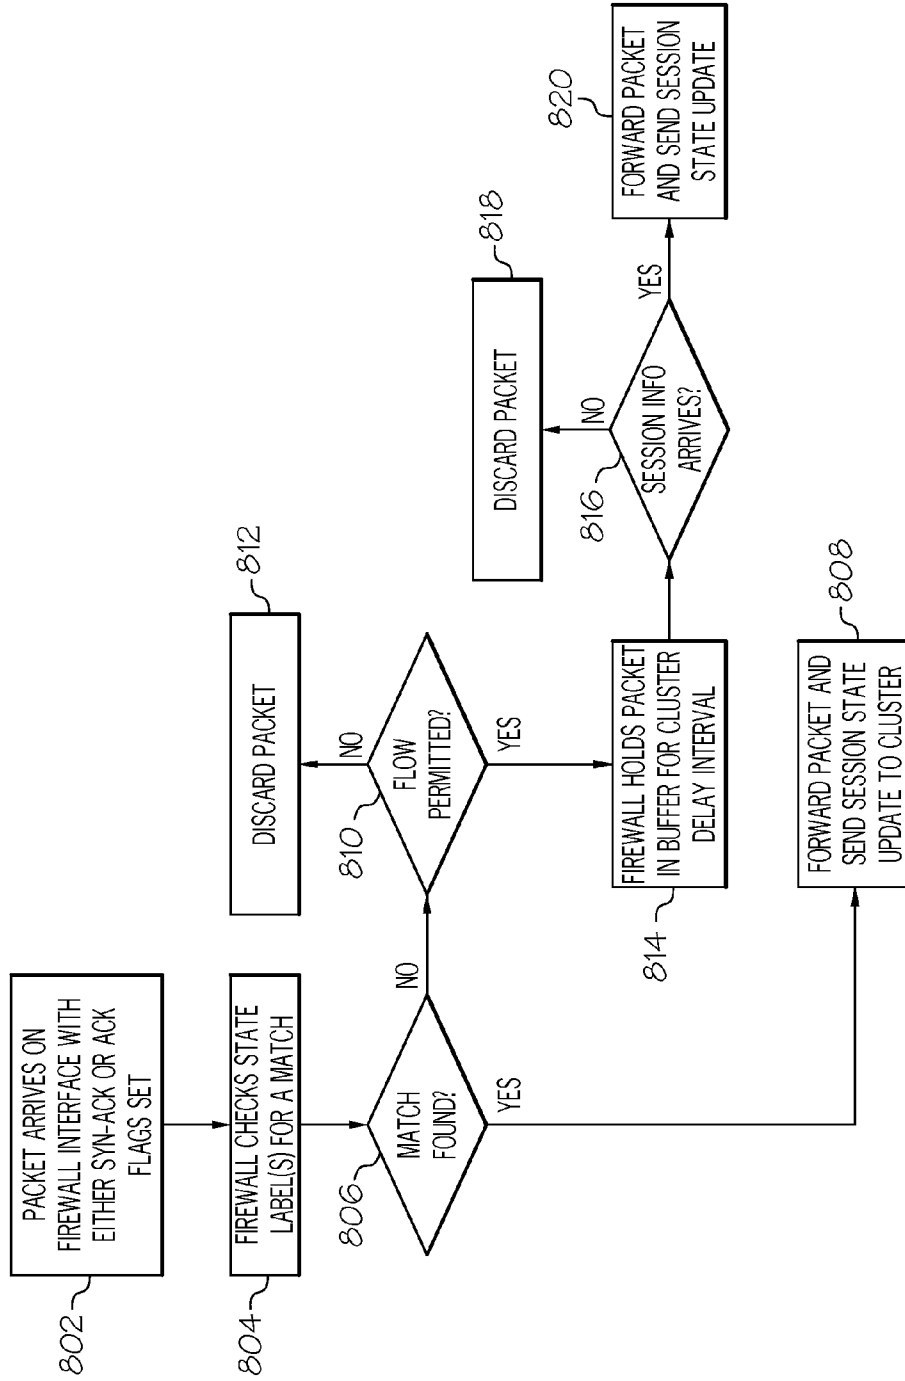 802
PACKET ARRIVES ON
FIREWALL INTERFACE WITH
EITHER SYN-ACK OR ACK
FLAGS SET
804
FIREWALL CHECKS STATE
LABEL(S) FOR A MATCH
806
MATCH
FOUND?
NO
YES
810
FLOW
PERMITTED?
NO
YES
812
DISCARD PACKET
814
FIREWALL HOLDS PACKET
IN BUFFER FOR CLUSTER
DELAY INTERVAL
816
SESSION INFO
ARRIVES?
NO
YES
818
DISCARD PACKET
820
FORWARD PACKET
AND SEND SESSION
STATE UPDATE
808
FORWARD PACKET AND
SEND SESSION STATE
UPDATE TO CLUSTER